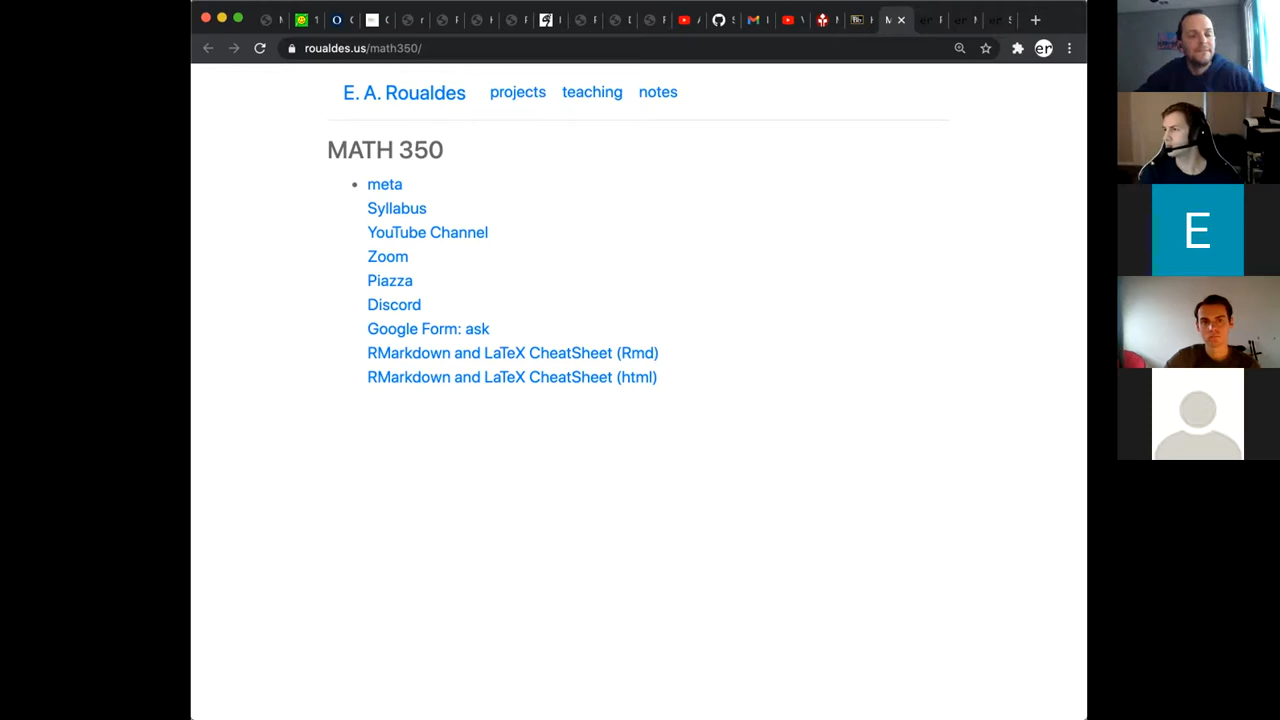 roualdes.us/math350/
er
E. A. Roualdes projects teaching notes
MATH 350
meta
Syllabus
YouTube Channel
Zoom
Piazza
Discord
Google Form: ask
RMarkdown and LaTeX CheatSheet (Rmd)
RMarkdown and LaTeX CheatSheet (html)
E